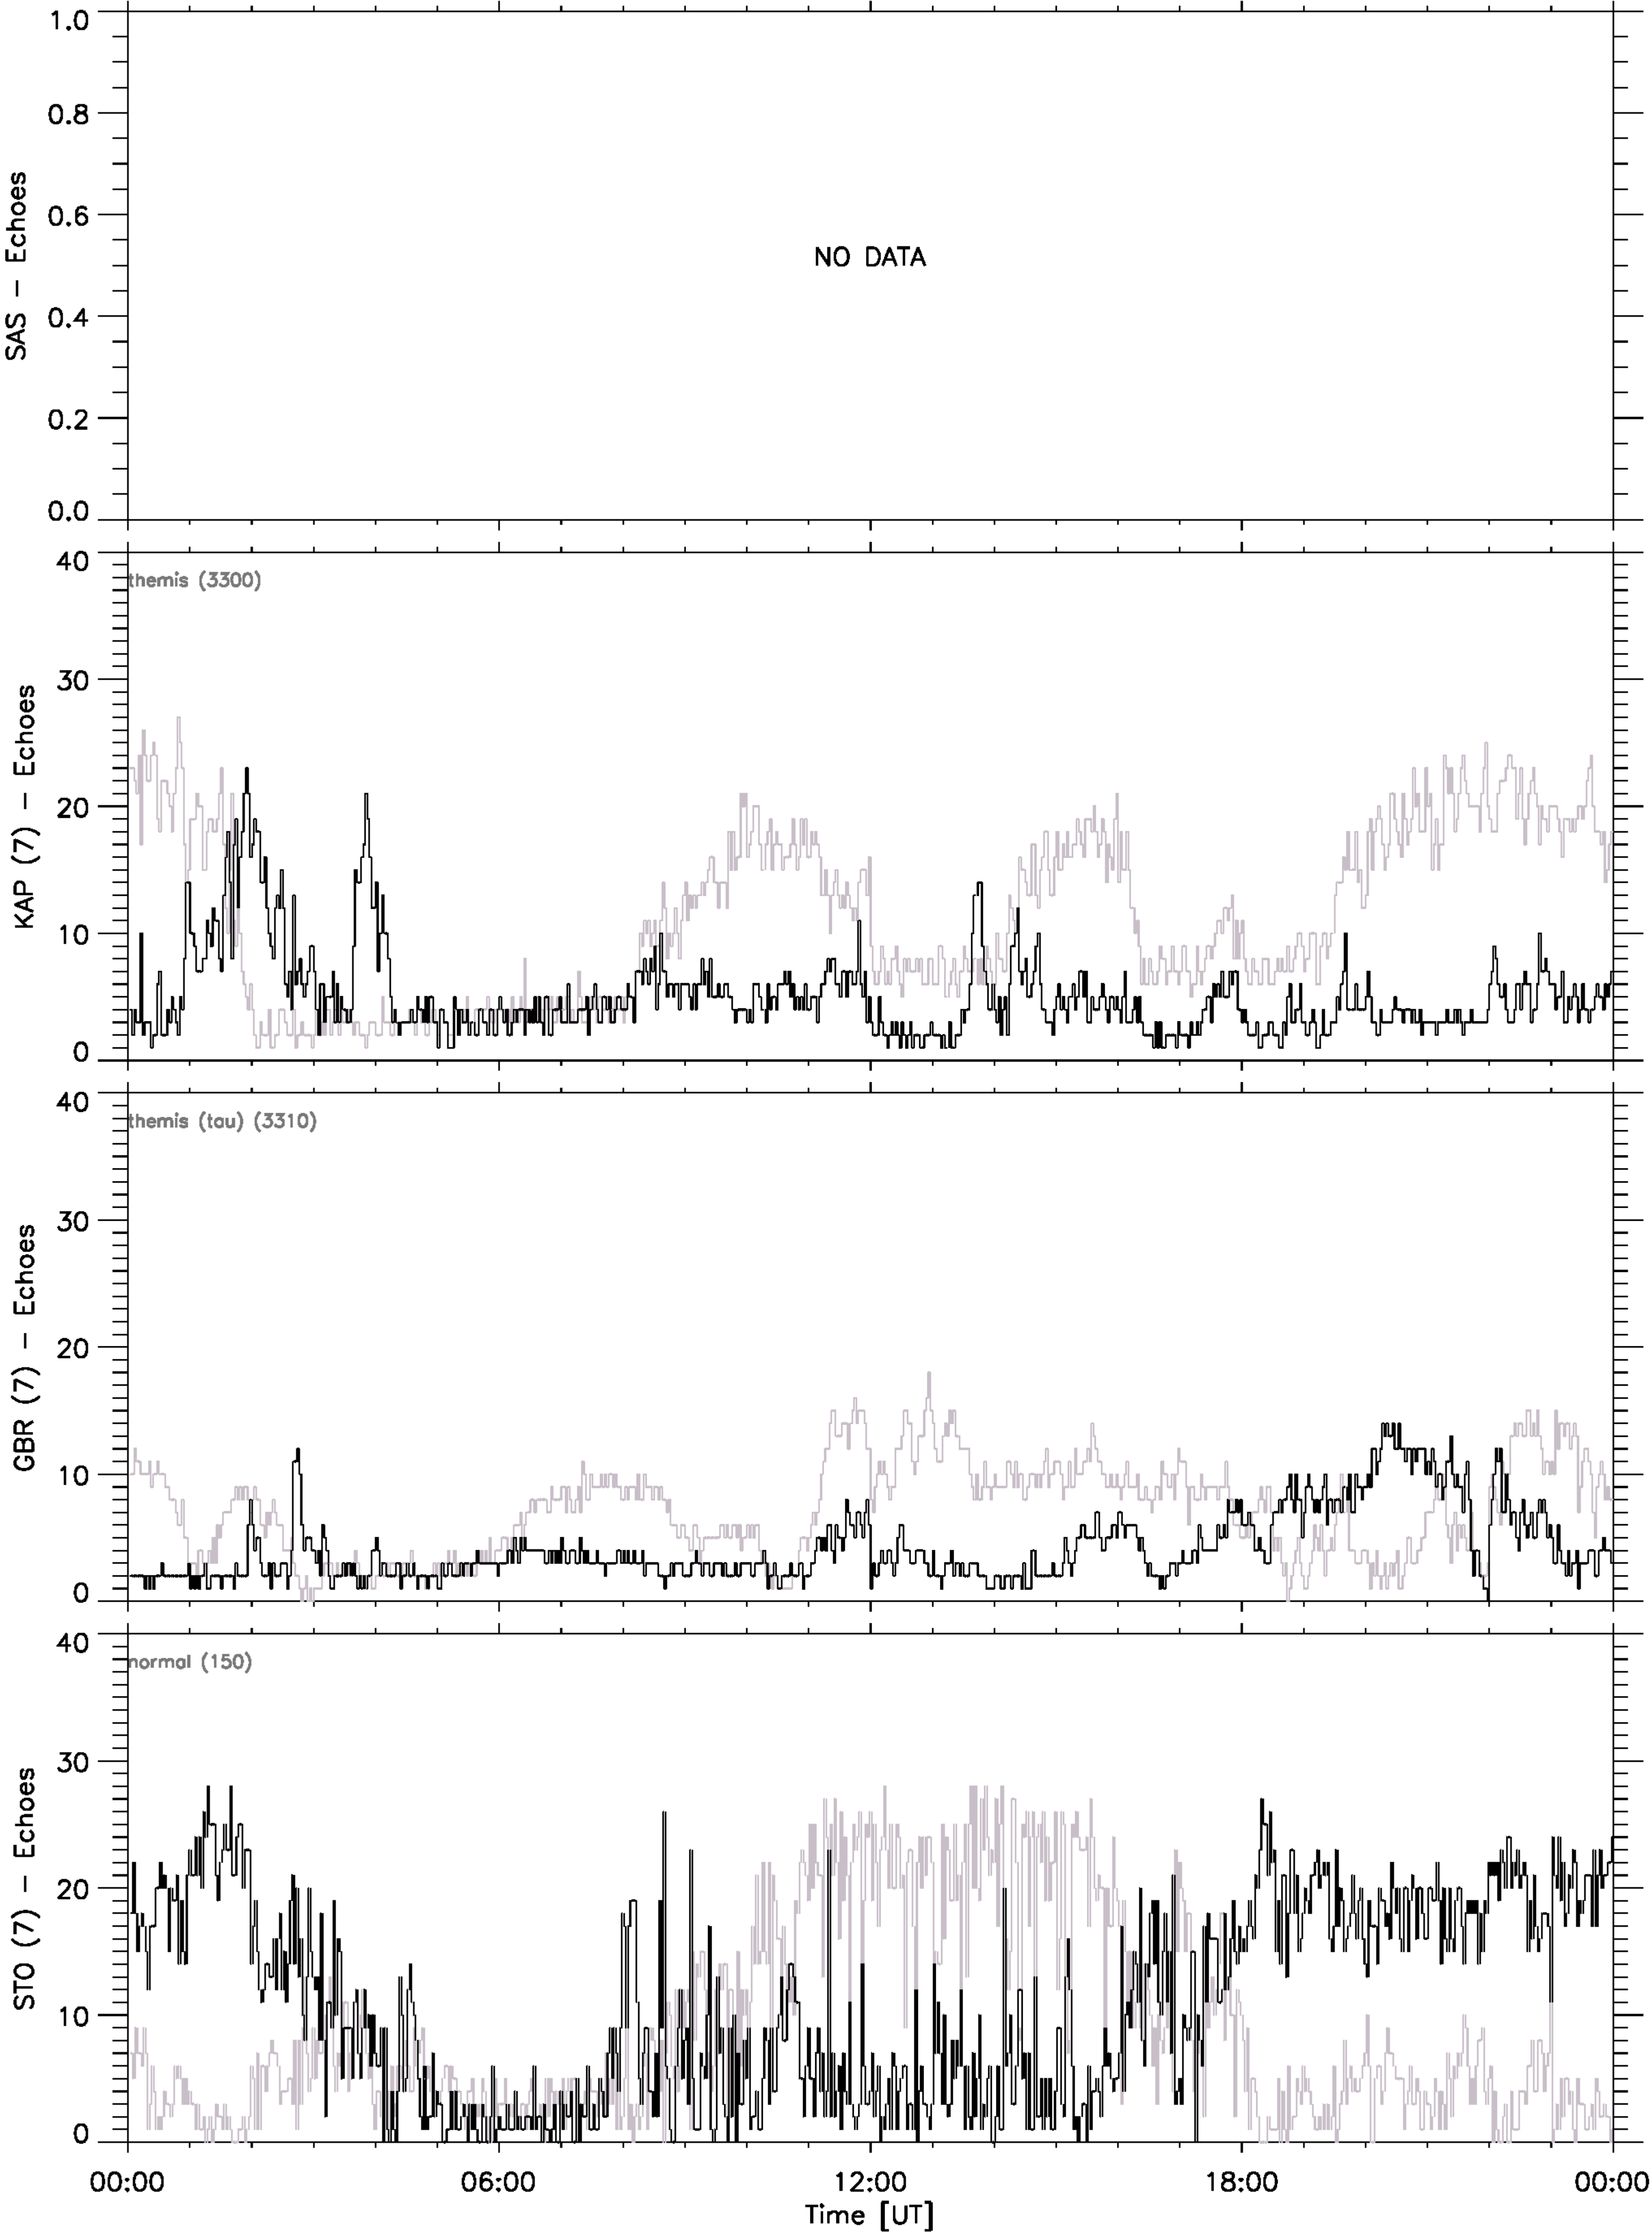 SAS – Echoes
1.0
0.8
0.6
0.4
0.2
0.0
NO DATA
KAP (7) – Echoes
40
30
20
10
0
themis (3300)
GBR (7) – Echoes
40
30
20
10
0
themis (tau) (3310)
STO (7) – Echoes
40
30
20
10
0
normal (150)
00:00 06:00 12:00 18:00 00:00
Time [UT]